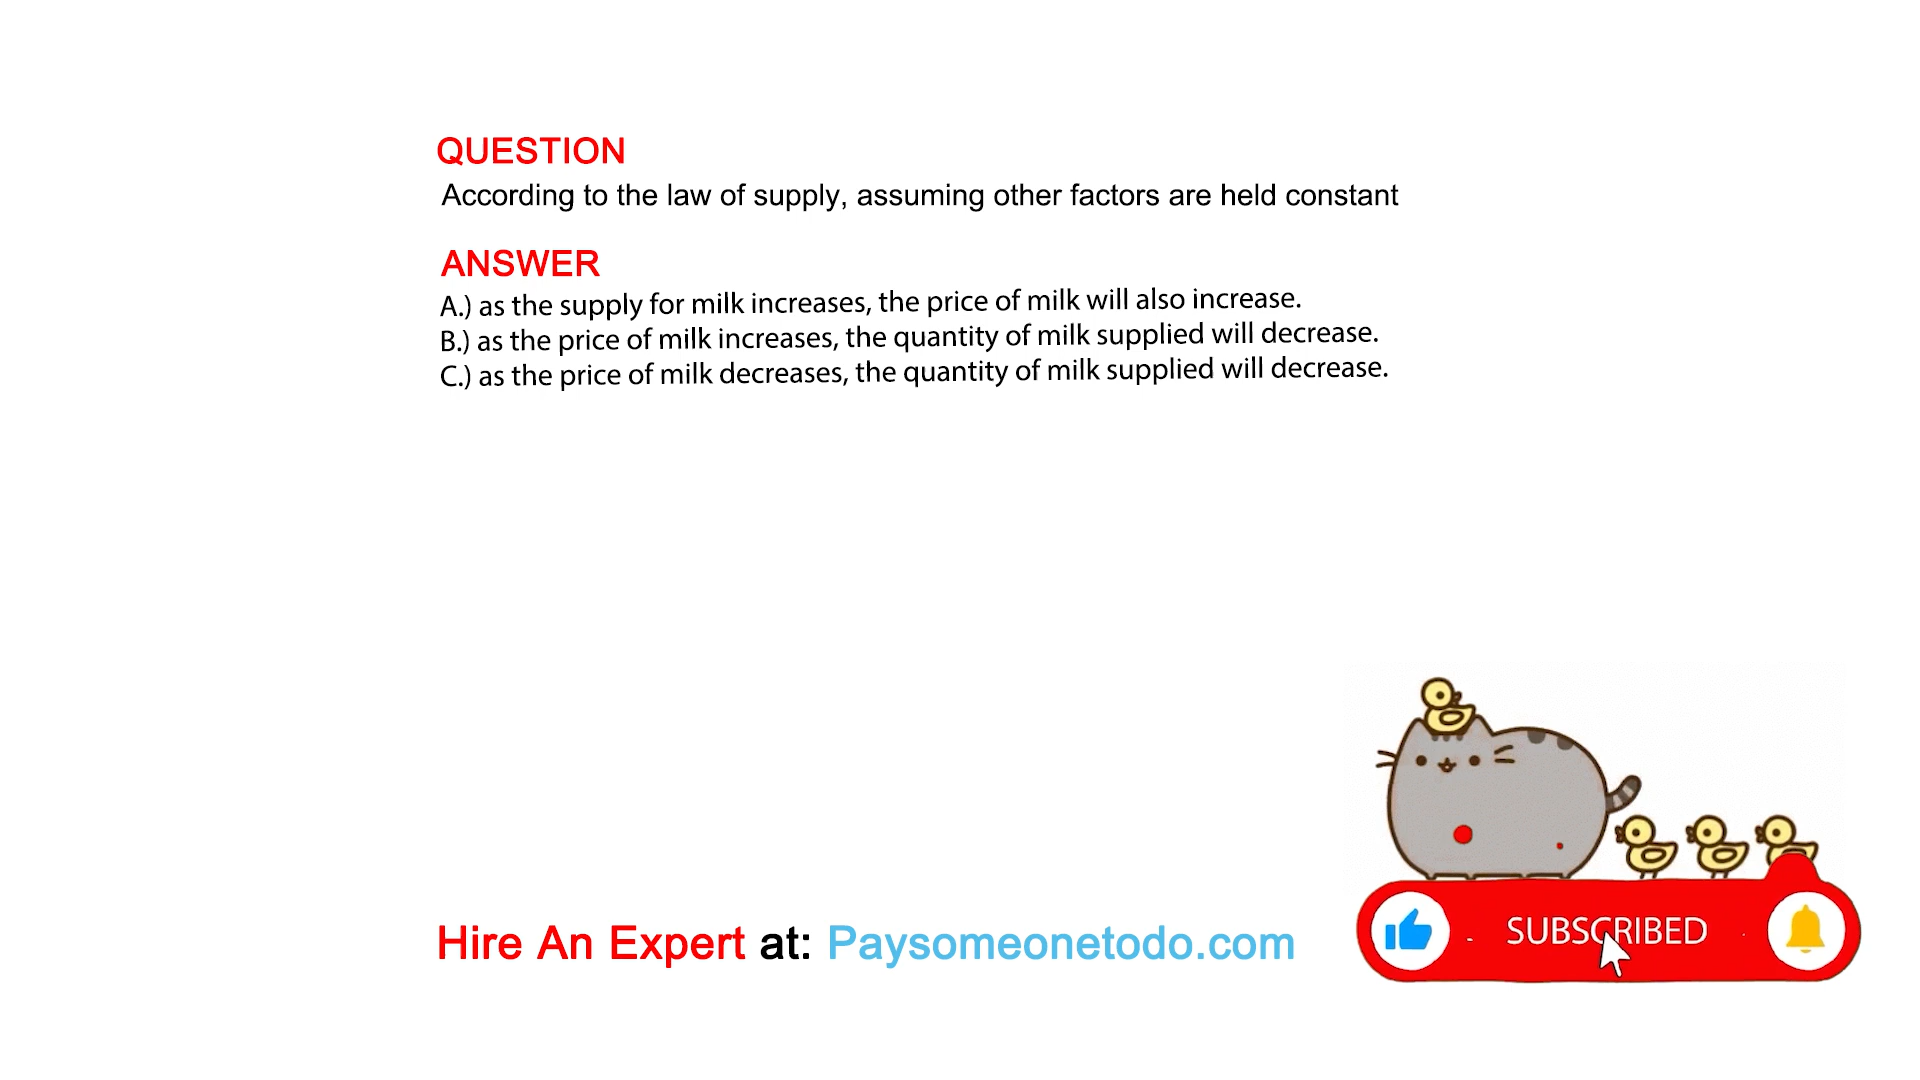 QUESTION
According to the law of supply, assuming other factors are held constant
ANSWER
A.) as the supply for milk increases, the price of milk will also increase.
B.) as the price of milk increases, the quantity of milk supplied will decrease.
C.) as the price of milk decreases, the quantity of milk supplied will decrease.
Hire An Expert at: Paysomeonetodo.com
SUBSCRIBED